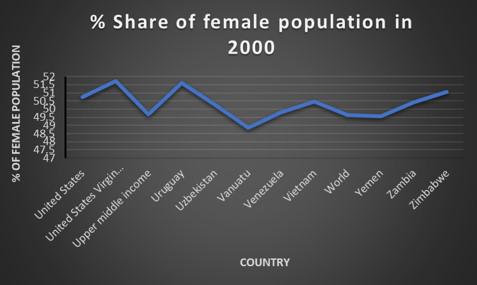 % Share of female population in
2000
% OF FEMALE POPULATION
52
51.5
51
50.5
50
49.5
49
48.5
48
47.5
47
United States
United States Virgin...
Upper middle income
Uruguay
Uzbekistan
Vanuatu
Venezuela
Vietnam
World
Yemen
Zambia
Zimbabwe
COUNTRY